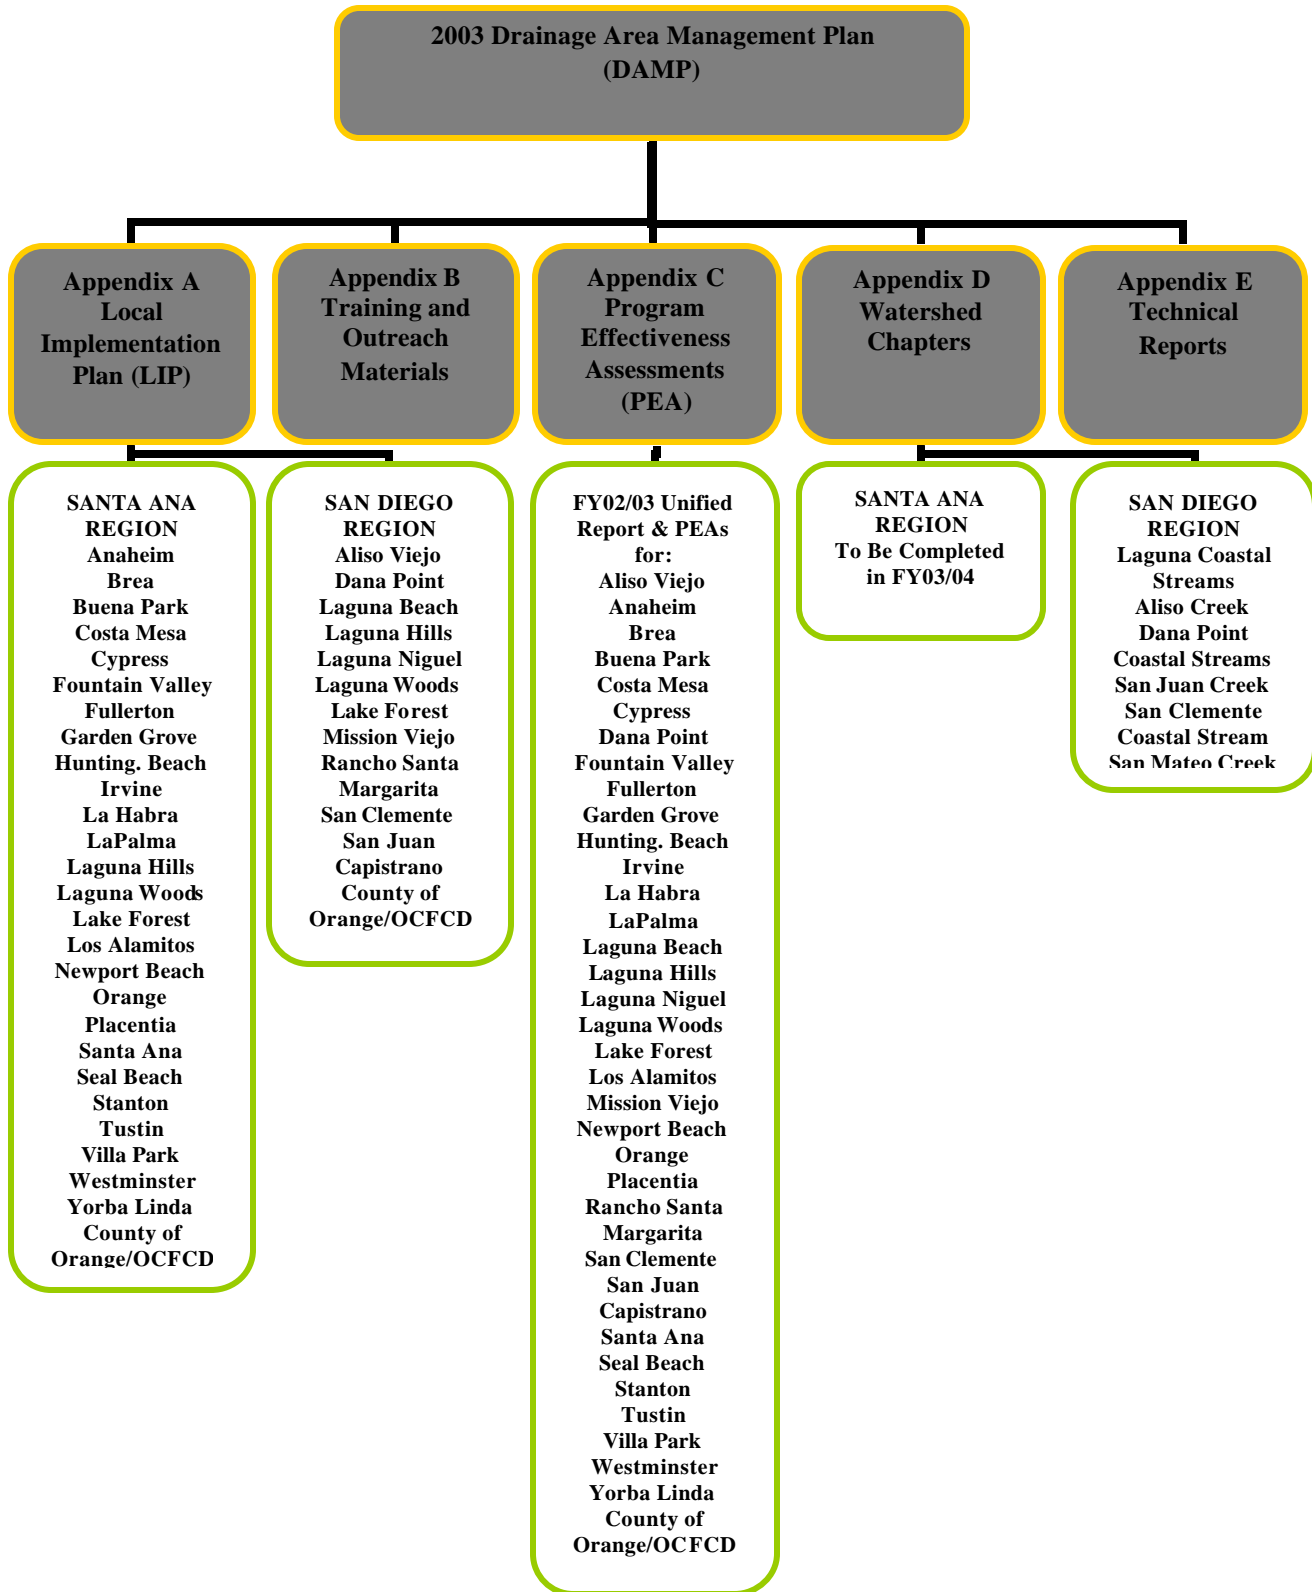 2003 Drainage Area Management Plan
(DAMP)
Appendix A
Local
Implementation
Plan (LIP)
Appendix B
Training and
Outreach
Materials
Appendix C
Program
Effectiveness
Assessments
(PEA)
Appendix D
Watershed
Chapters
Appendix E
Technical
Reports
SANTA ANA
REGION
Anaheim
Brea
Buena Park
Costa Mesa
Cypress
Fountain Valley
Fullerton
Garden Grove
Hunting. Beach
Irvine
La Habra
LaPalma
Laguna Hills
Laguna Woods
Lake Forest
Los Alamitos
Newport Beach
Orange
Placentia
Santa Ana
Seal Beach
Stanton
Tustin
Villa Park
Westminster
Yorba Linda
County of
Orange/OCFCD
SAN DIEGO
REGION
Aliso Viejo
Dana Point
Laguna Beach
Laguna Hills
Laguna Niguel
Laguna Woods
Lake Forest
Mission Viejo
Rancho Santa
Margarita
San Clemente
San Juan
Capistrano
County of
Orange/OCFCD
FY02/03 Unified
Report & PEAs
for:
Aliso Viejo
Anaheim
Brea
Buena Park
Costa Mesa
Cypress
Dana Point
Fountain Valley
Fullerton
Garden Grove
Hunting. Beach
Irvine
La Habra
LaPalma
Laguna Beach
Laguna Hills
Laguna Niguel
Laguna Woods
Lake Forest
Los Alamitos
Mission Viejo
Newport Beach
Orange
Placentia
Rancho Santa
Margarita
San Clemente
San Juan
Capistrano
Santa Ana
Seal Beach
Stanton
Tustin
Villa Park
Westminster
Yorba Linda
County of
Orange/OCFCD
SANTA ANA
REGION
To Be Completed
in FY03/04
SAN DIEGO
REGION
Laguna Coastal
Streams
Aliso Creek
Dana Point
Coastal Streams
San Juan Creek
San Clemente
Coastal Stream
San Mateo Creek